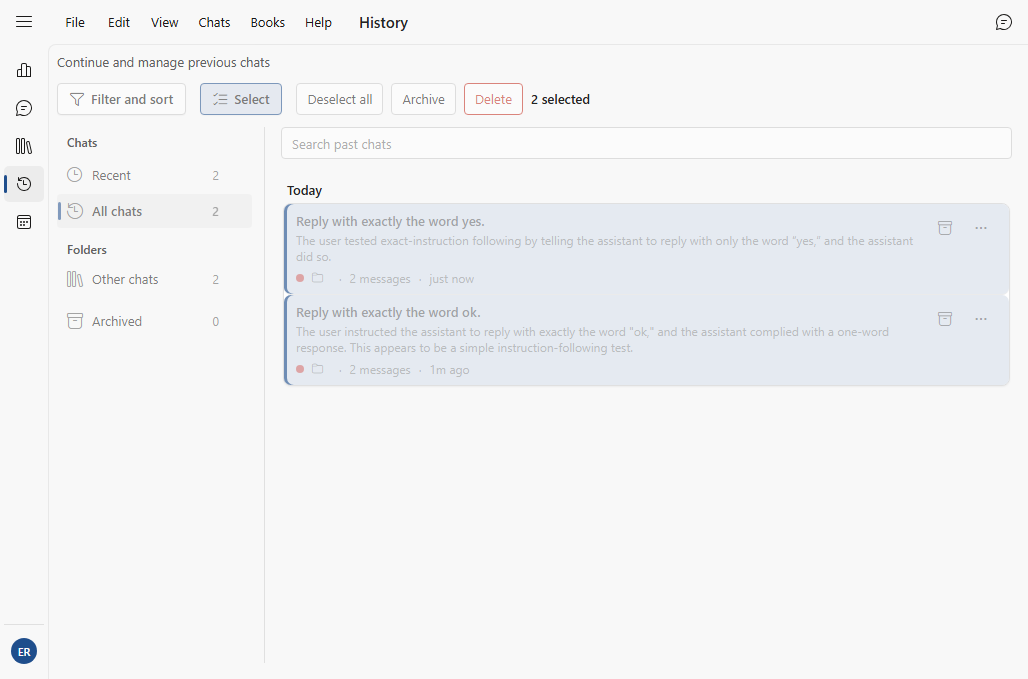 File Edit View Chats Books Help History
Continue and manage previous chats
Filter and sort Select Deselect all Archive Delete 2 selected
Chats
Recent 2
All chats 2
Folders
Other chats 2
Archived 0
Search past chats
Today
Reply with exactly the word yes.
The user tested exact-instruction following by telling the assistant to reply with only the word "yes," and the assistant
did so.
· 2 messages · just now
Reply with exactly the word ok.
The user instructed the assistant to reply with exactly the word "ok," and the assistant complied with a one-word
response. This appears to be a simple instruction-following test.
· 2 messages · 1m ago
ER